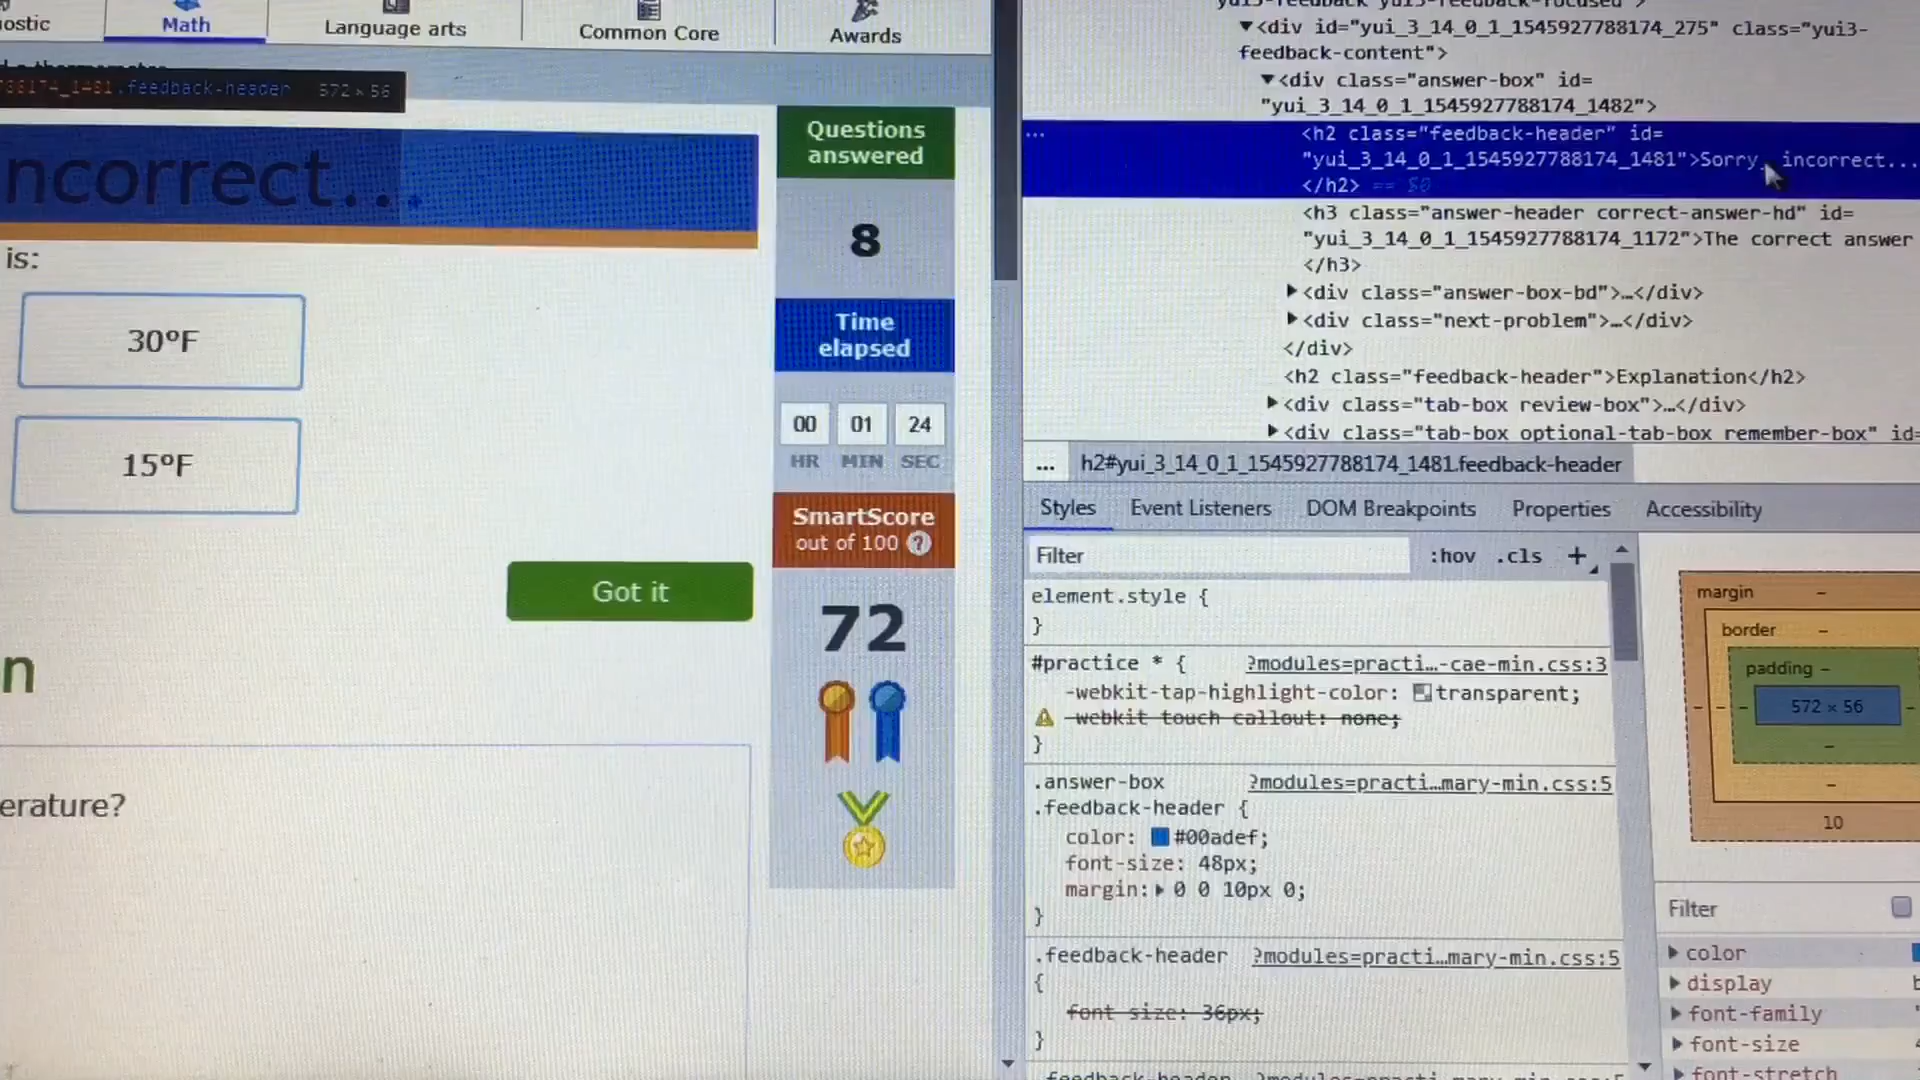 ostic
Math
Language arts
Common Core
Awards
788174_1481.feedback-header 572 × 56
ncorrect...
is:
30°F
15°F
Got it
n
erature?
Questions
answered
8
Time
elapsed
00 01 24
HR MIN SEC
SmartScore
out of 100 ?
72
▼<div id="yui_3_14_0_1_1545927788174_275" class="yui3-
feedback-content">
▼<div class="answer-box" id=
"yui_3_14_0_1_1545927788174_1482">
... <h2 class="feedback-header" id=
"yui_3_14_0_1_1545927788174_1481">Sorry, incorrect...
</h2> == $0
<h3 class="answer-header correct-answer-hd" id=
"yui_3_14_0_1_1545927788174_1172">The correct answer
</h3>
▶<div class="answer-box-bd">…</div>
▶<div class="next-problem">…</div>
</div>
<h2 class="feedback-header">Explanation</h2>
▶<div class="tab-box review-box">…</div>
▶<div class="tab-box optional-tab-box remember-box" id=
... h2#yui_3_14_0_1_1545927788174_1481.feedback-header
Styles Event Listeners DOM Breakpoints Properties Accessibility
Filter :hov .cls +
element.style {
}
#practice * { ?modules=practi…-cae-min.css:3
-webkit-tap-highlight-color: transparent;
-webkit-touch-callout: none;
}
.answer-box ?modules=practi…mary-min.css:5
.feedback-header {
color: #00adef;
font-size: 48px;
margin:▶ 0 0 10px 0;
}
.feedback-header ?modules=practi…mary-min.css:5
{
font-size: 36px;
}
margin -
border -
padding -
572 × 56
10
Filter
▶ color
▶ display
▶ font-family
▶ font-size
▶ font-stretch